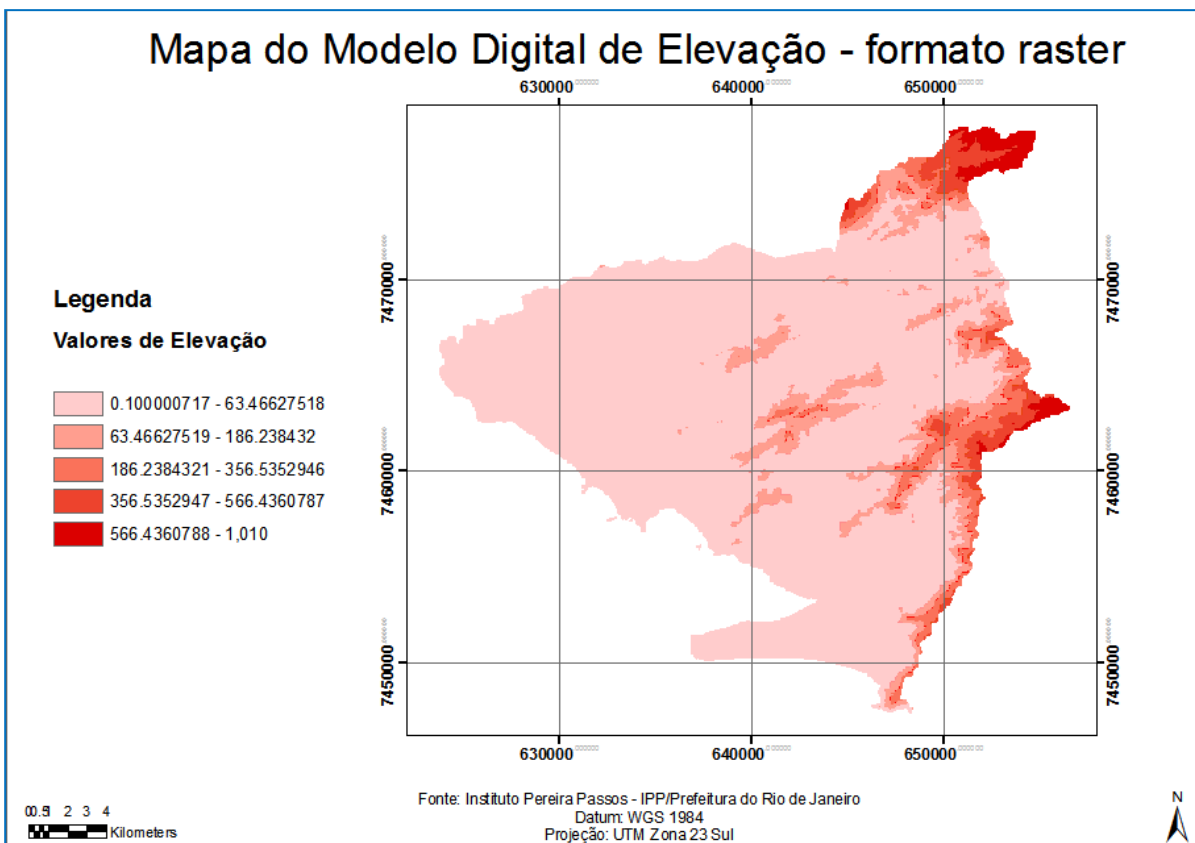 Mapa do Modelo Digital de Elevação - formato raster
630000 640000 650000
7470000 7470000
7460000 7460000
7450000 7450000
630000 640000 650000
Legenda
Valores de Elevação
0.100000717 - 63.46627518
63.46627519 - 186.238432
186.2384321 - 356.5352946
356.5352947 - 566.4360787
566.4360788 - 1,010
2 3 4
Kilometers
Fonte: Instituto Pereira Passos - IPP/Prefeitura do Rio de Janeiro
Datum: WGS 1984
Projeção: UTM Zona 23 Sul
N